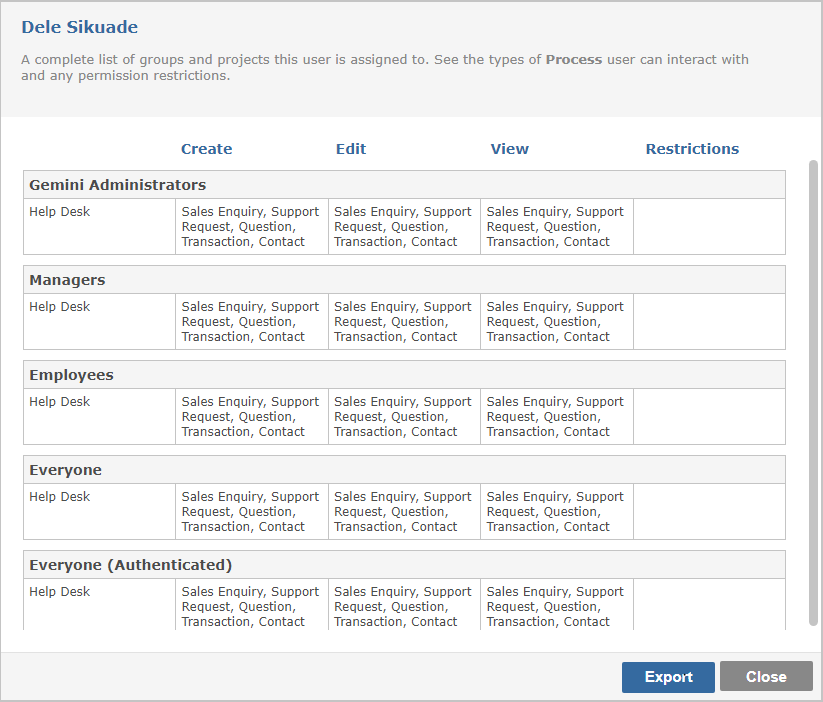 Dele Sikuade
A complete list of groups and projects this user is assigned to. See the types of Process user can interact with
and any permission restrictions.
Create Edit View Restrictions
Gemini Administrators
Help Desk Sales Enquiry, Support Sales Enquiry, Support Sales Enquiry, Support
Request, Question, Request, Question, Request, Question,
Transaction, Contact Transaction, Contact Transaction, Contact
Managers
Help Desk Sales Enquiry, Support Sales Enquiry, Support Sales Enquiry, Support
Request, Question, Request, Question, Request, Question,
Transaction, Contact Transaction, Contact Transaction, Contact
Employees
Help Desk Sales Enquiry, Support Sales Enquiry, Support Sales Enquiry, Support
Request, Question, Request, Question, Request, Question,
Transaction, Contact Transaction, Contact Transaction, Contact
Everyone
Help Desk Sales Enquiry, Support Sales Enquiry, Support Sales Enquiry, Support
Request, Question, Request, Question, Request, Question,
Transaction, Contact Transaction, Contact Transaction, Contact
Everyone (Authenticated)
Help Desk Sales Enquiry, Support Sales Enquiry, Support Sales Enquiry, Support
Request, Question, Request, Question, Request, Question,
Transaction, Contact Transaction, Contact Transaction, Contact
Export Close